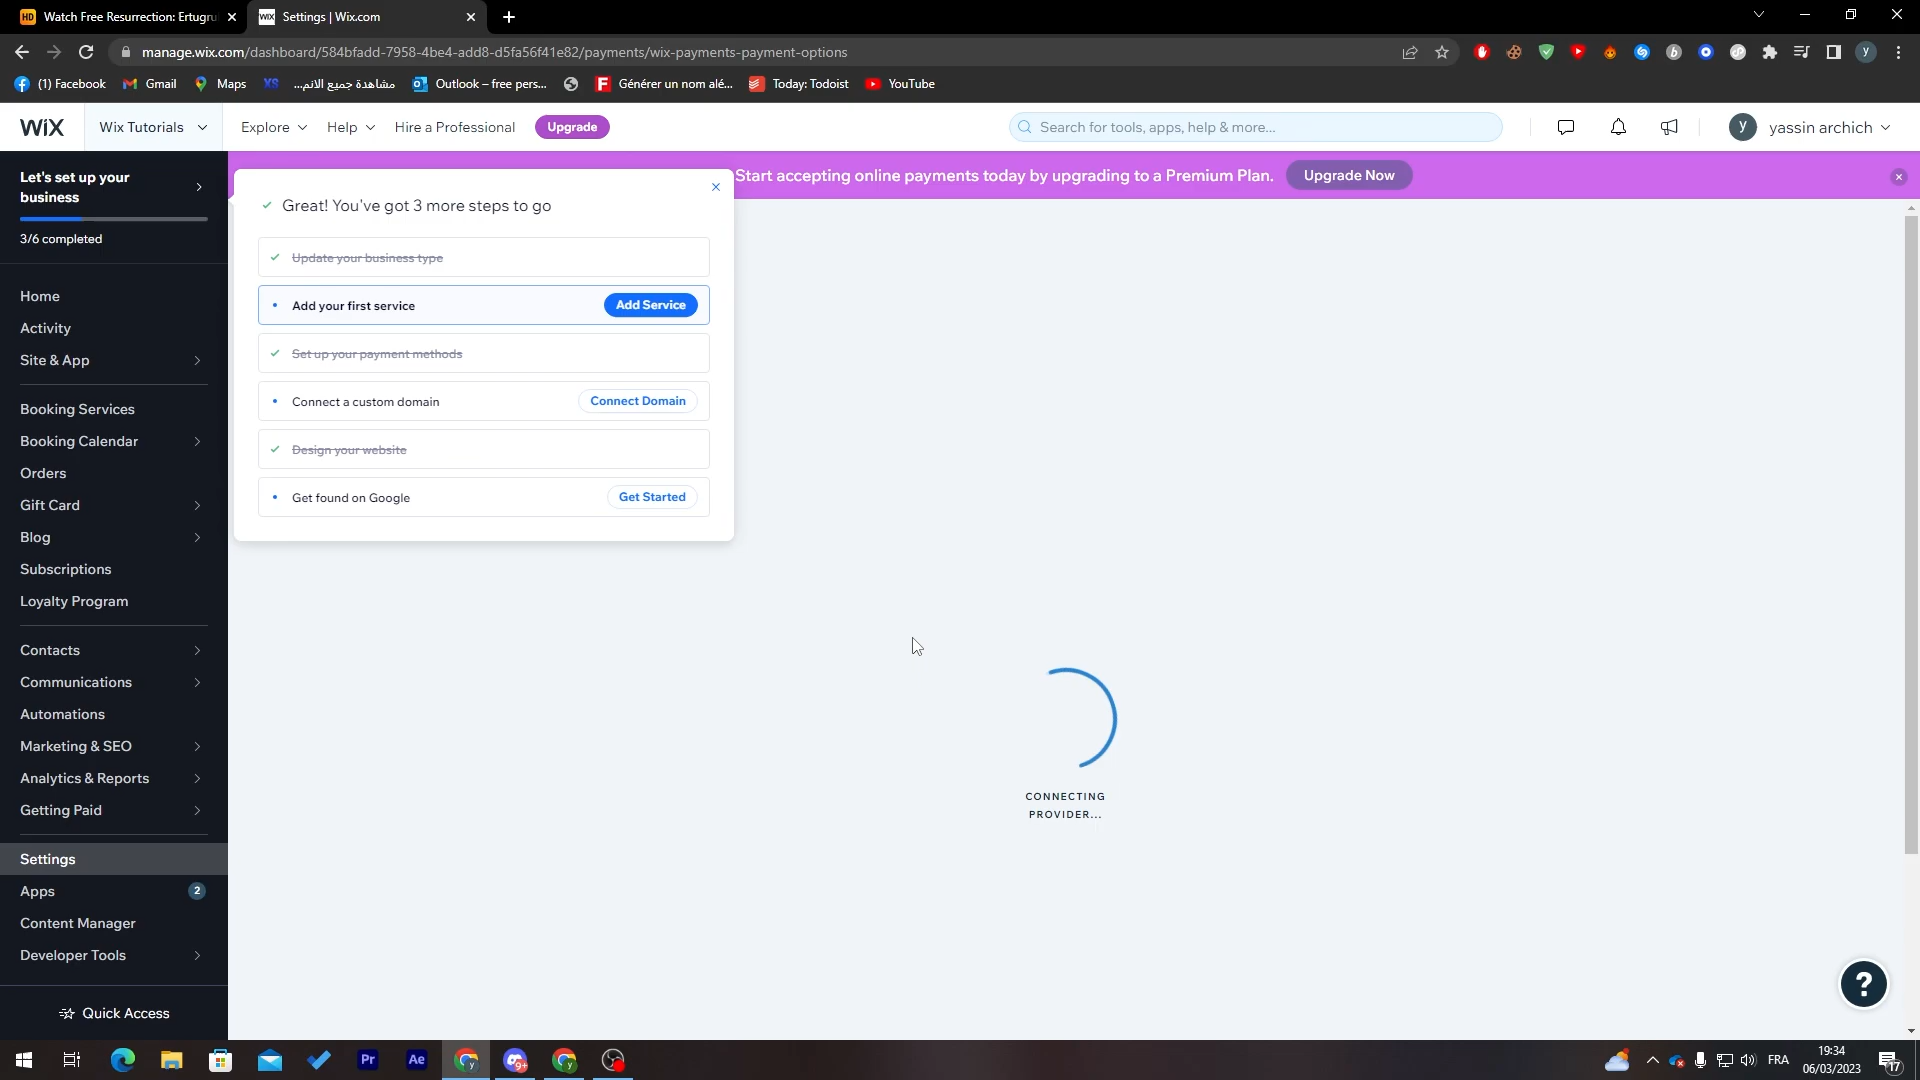 Watch Free Resurrection: Ertugru
Settings | Wix.com
manage.wix.com/dashboard/584bfadd-7958-4be4-add8-d5fa56f41e82/payments/wix-payments-payment-options
(1) Facebook
Gmail
Maps
مشاهدة جميع الانم...
Outlook – free pers...
Générer un nom alé...
Today: Todoist
YouTube
WIX
Wix Tutorials
Explore
Help
Hire a Professional
Upgrade
Search for tools, apps, help & more...
y
yassin archich
Let's set up your
business
3/6 completed
Start accepting online payments today by upgrading to a Premium Plan.
Upgrade Now
Great! You've got 3 more steps to go
Update your business type
Add your first service
Add Service
Set up your payment methods
Connect a custom domain
Connect Domain
Design your website
Get found on Google
Get Started
Home
Activity
Site & App
Booking Services
Booking Calendar
Orders
Gift Card
Blog
Subscriptions
Loyalty Program
Contacts
Communications
Automations
Marketing & SEO
Analytics & Reports
Getting Paid
Settings
Apps
2
Content Manager
Developer Tools
Quick Access
CONNECTING
PROVIDER...
?
Pr
Ae
FRA
19:34
06/03/2023
17